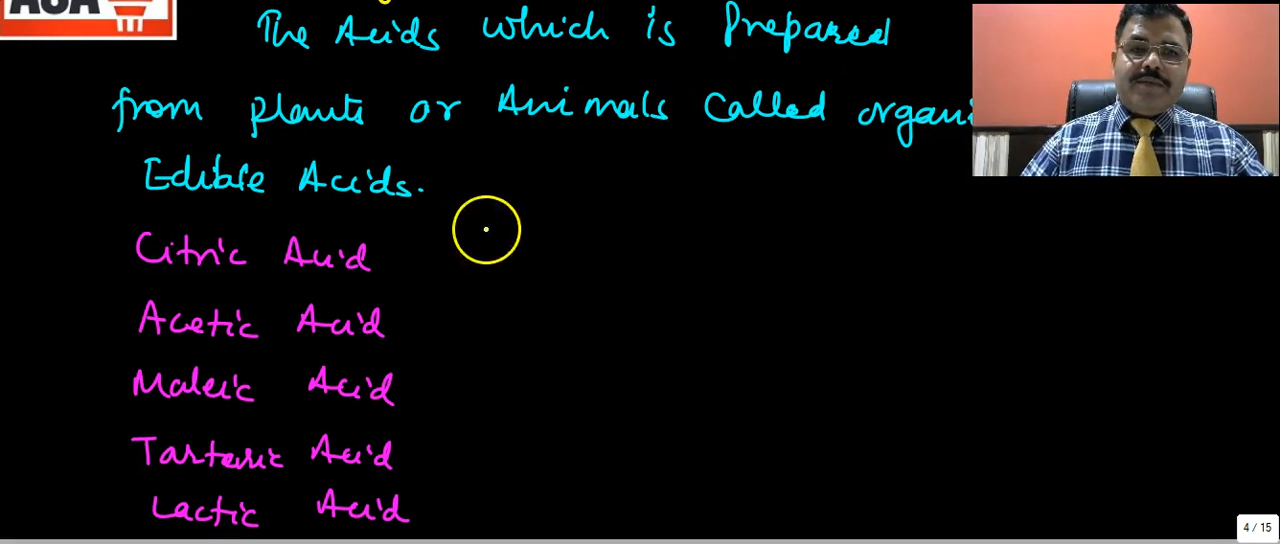 The Acids which is Prepared
from plants or Animals called organi
Edible Acids.
Citric Acid
Acetic Acid
Maleic Acid
Tartaric Acid
Lactic Acid
4 / 15